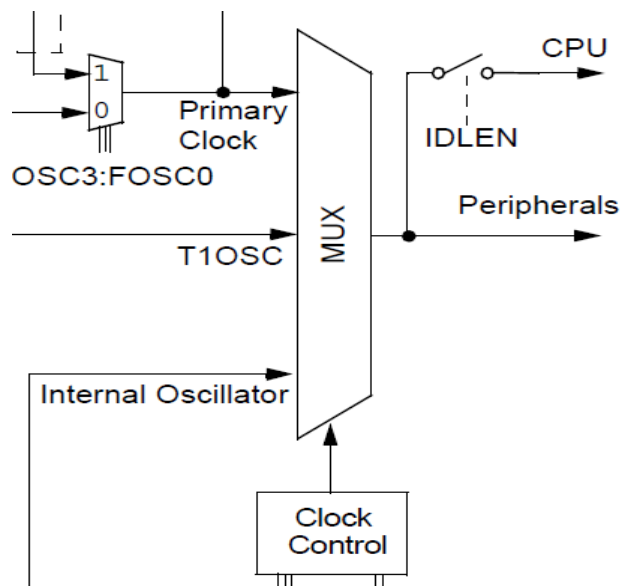 CPU
1
0
Primary
Clock
IDLEN
OSC3:FOSC0
Peripherals
MUX
T1OSC
Internal Oscillator
Clock
Control